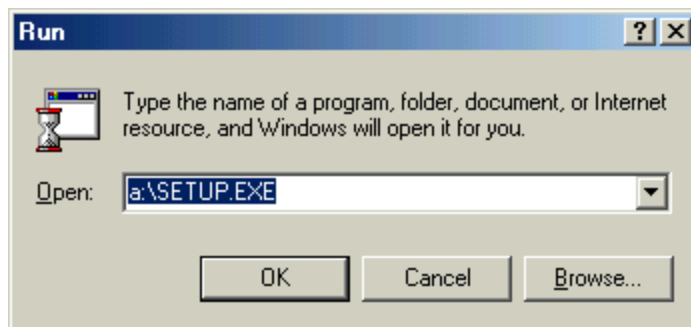 Run
Type the name of a program, folder, document, or Internet
resource, and Windows will open it for you.
Open: a:\SETUP.EXE
OK Cancel Browse...